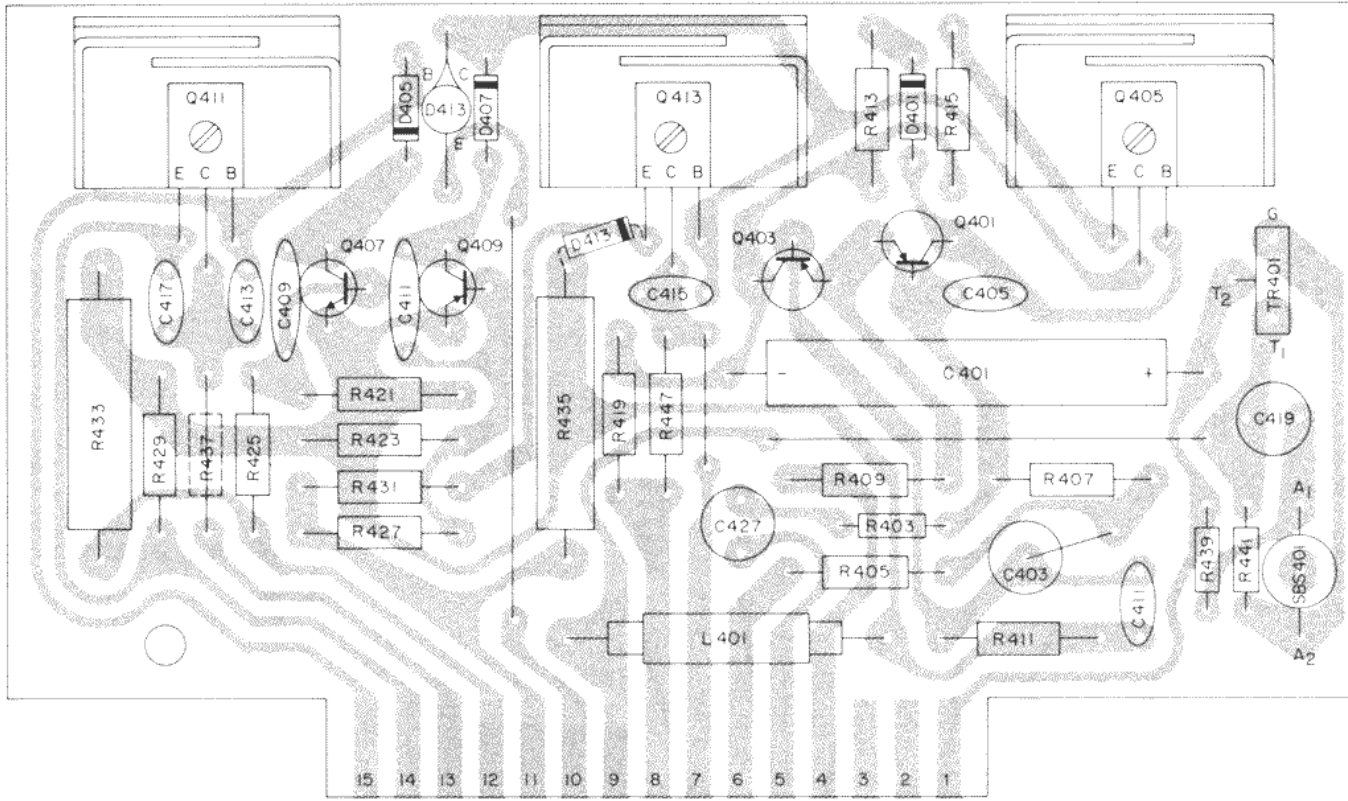 Q411
E C B
D405
B C
D413
E
D407
Q413
E C B
R413
D401
R415
Q405
E C B
Q407
Q409
D413
Q403
Q401
G
TR401
T2
T1
C417
C413
C409
C411
C415
C405
- C401 +
R433
R429
R437
R425
R421
R423
R431
R427
R435
R419
R447
C419
C427
R409
R407
R403
R405
C403
C411
R439
R441
A1
SBS401
A2
L401
R411
15 14 13 12 11 10 9 8 7 6 5 4 3 2 1